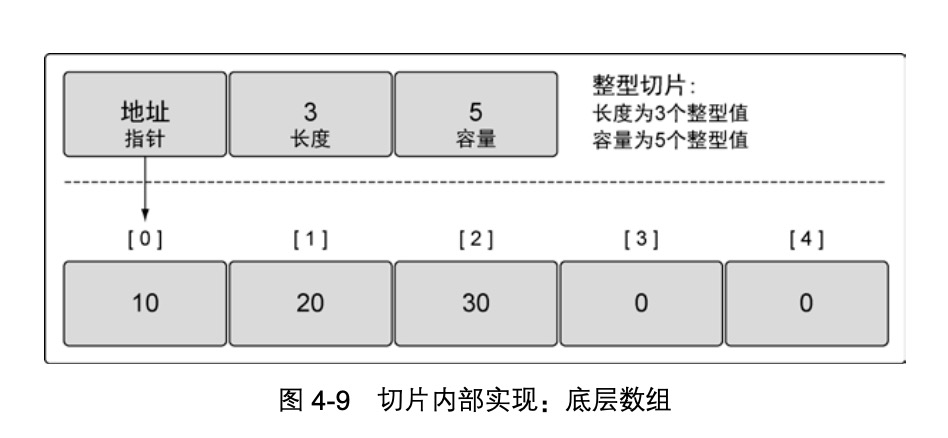 地址
指针
3
长度
5
容量
整型切片：
长度为3个整型值
容量为5个整型值
[0] [1] [2] [3] [4]
10 20 30 0 0
图 4-9 切片内部实现：底层数组